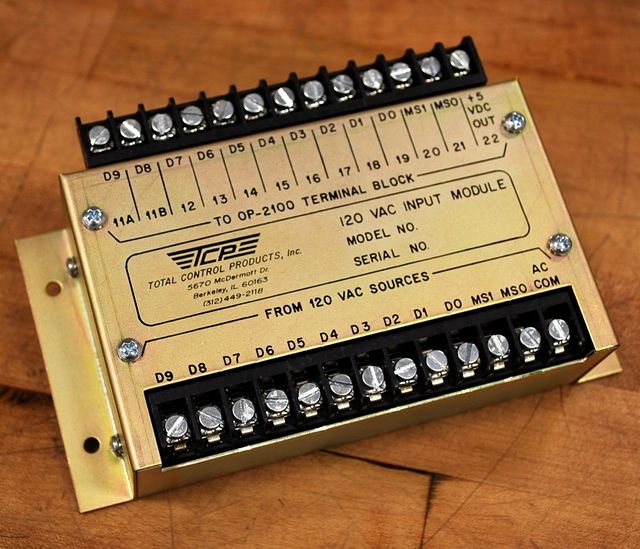 D9 D8 D7 D6 D5 D4 D3 D2 D1 D0 MS1 MS0 +5 VDC OUT
11A 11B 12 13 14 15 16 17 18 19 20 21 22
TO OP-2100 TERMINAL BLOCK
TCP
TOTAL CONTROL PRODUCTS, Inc.
5670 McDermott Dr.
Berkeley, IL 60163
(312) 449-2118
120 VAC INPUT MODULE
MODEL NO.
SERIAL NO.
FROM 120 VAC SOURCES
D9 D8 D7 D6 D5 D4 D3 D2 D1 D0 MS1 MS0 AC COM